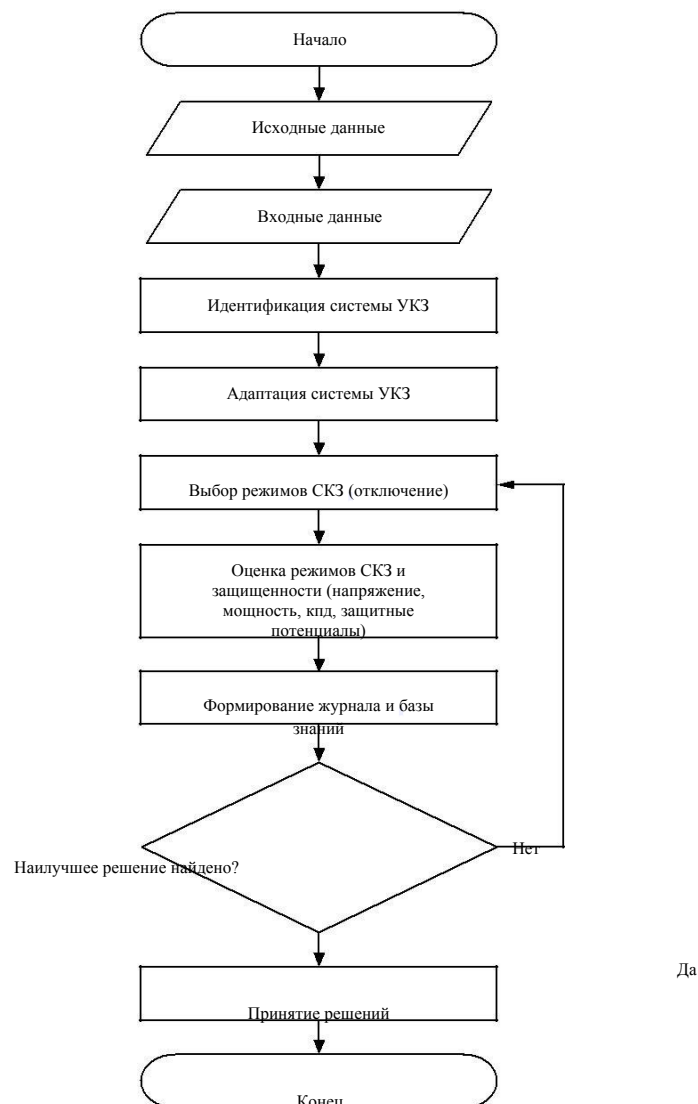 Начало
Исходные данные
Входные данные
Идентификация системы УКЗ
Адаптация системы УКЗ
Выбор режимов СКЗ (отключение)
Оценка режимов СКЗ и
защищенности (напряжение,
мощность, кпд, защитные
потенциалы)
Формирование журнала и базы
знаний
Нет
Наилучшее решение найдено?
Да
Принятие решений
Конец